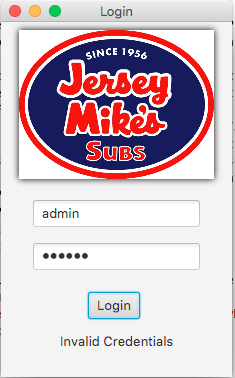 Login
SINCE 1956
Jersey
Mike's
SUBS
admin
••••••
Login
Invalid Credentials